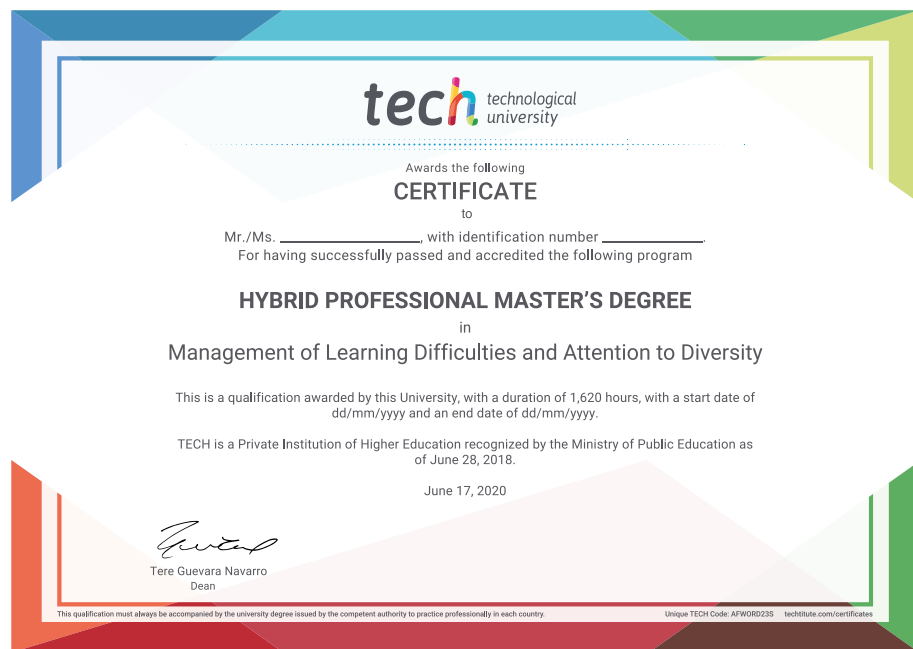 tech technological
university
Awards the following
CERTIFICATE
to
Mr./Ms. ________________, with identification number ____________.
For having successfully passed and accredited the following program
HYBRID PROFESSIONAL MASTER'S DEGREE
in
Management of Learning Difficulties and Attention to Diversity
This is a qualification awarded by this University, with a duration of 1,620 hours, with a start date of
dd/mm/yyyy and an end date of dd/mm/yyyy.
TECH is a Private Institution of Higher Education recognized by the Ministry of Public Education as
of June 28, 2018.
June 17, 2020
Tere Guevara Navarro
Dean
This qualification must always be accompanied by the university degree issued by the competent authority to practice professionally in each country. Unique TECH Code: AFWORD23S techtitute.com/certificates